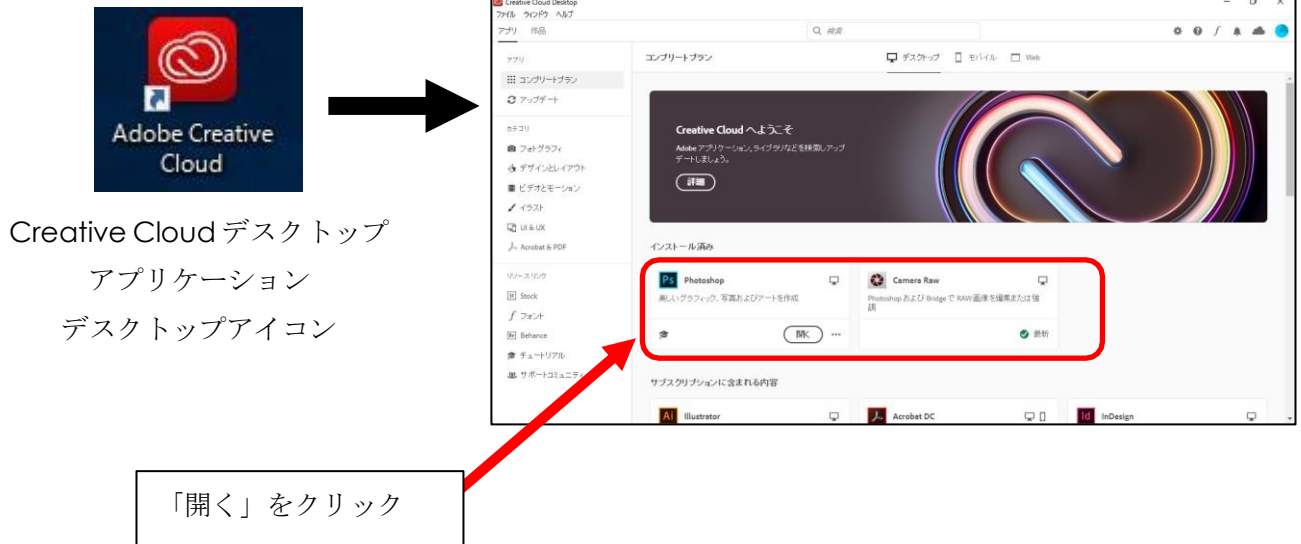 Adobe Creative
Cloud
Creative Cloud デスクトップ
アプリケーション
デスクトップアイコン
Creative Cloud Desktop
ファイル ウィンドウ ヘルプ
アプリ 作品
検索
アプリ
コンプリートプラン
アップデート
カテゴリ
フォトグラフィ
デザインとレイアウト
ビデオとモーション
イラスト
UI & UX
Acrobat & PDF
リソースリンク
St Stock
フォント
Bē Behance
チュートリアル
サポートコミュニティ
コンプリートプラン
デスクトップ モバイル Web
Creative Cloud へようこそ
Adobe アプリケーション、ライブラリなどを検索しアップ
デートしましょう。
詳細
インストール済み
Ps Photoshop
美しいグラフィック、写真およびアートを作成
開く
Camera Raw
Photoshop および Bridge で RAW 画像を編集または強
調
最新
サブスクリプションに含まれる内容
Ai Illustrator
Acrobat DC
Id InDesign
「開く」をクリック